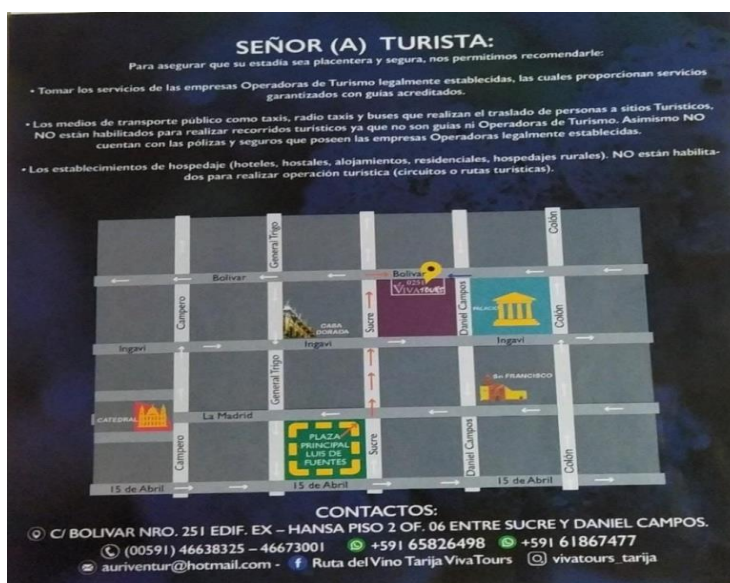 SEÑOR (A) TURISTA:
Para asegurar que su estadía sea placentera y segura, nos permitimos recomendarle:
• Tomar los servicios de las empresas Operadoras de Turismo legalmente establecidas, las cuales proporcionan servicios
garantizados con guías acreditados.
• Los medios de transporte público como taxis, radio taxis y buses que realizan el traslado de personas a sitios Turísticos,
NO están habilitados para realizar recorridos turísticos ya que no son guías ni Operadoras de Turismo. Asimismo NO
cuentan con las pólizas y seguros que poseen las empresas Operadoras legalmente establecidas.
• Los establecimientos de hospedaje (hoteles, hostales, alojamientos, residenciales, hospedajes rurales). NO están habilita-
dos para realizar operación turística (circuitos o rutas turísticas).
General Trigo
Colón
Bolivar
Bolivar
0251
VIVATOURS
Campero
Sucre
Daniel Campos
PALACIO
Colón
CASA
DORADA
Ingavi
Ingavi
Ingavi
General Trigo
San FRANCISCO
CATEDRAL
La Madrid
Campero
PLAZA
PRINCIPAL
LUIS DE
FUENTES
Sucre
Daniel Campos
Colón
15 de Abril
15 de Abril
15 de Abril
CONTACTOS:
C/ BOLIVAR NRO. 251 EDIF. EX – HANSA PISO 2 OF. 06 ENTRE SUCRE Y DANIEL CAMPOS.
(00591) 46638325 – 46673001 +591 65826498 +591 61867477
auriventur@hotmail.com - Ruta del Vino Tarija VivaTours vivatours_tarija